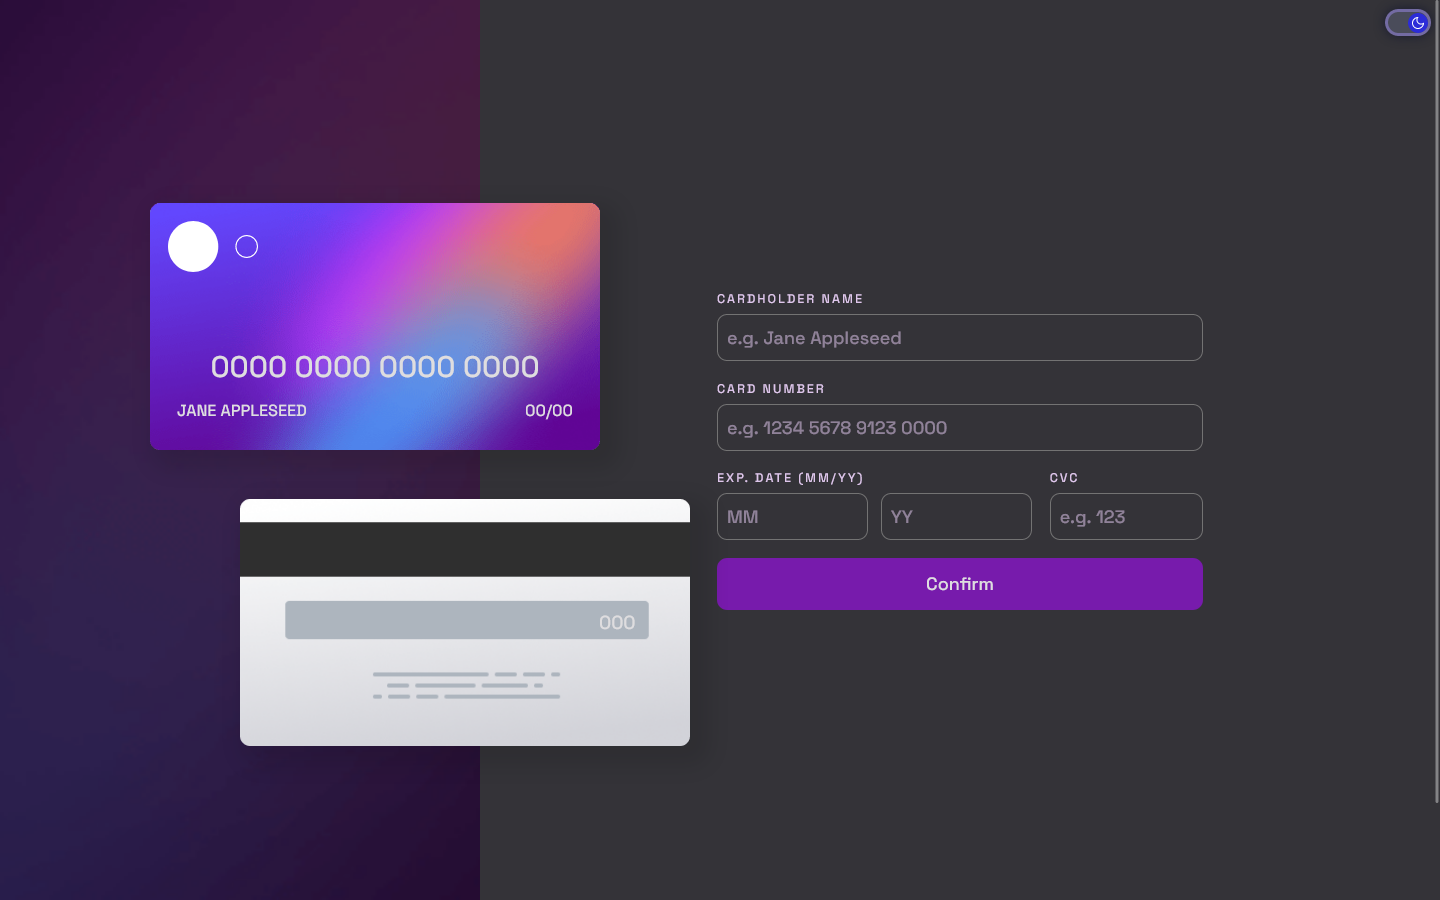 0000 0000 0000 0000
JANE APPLESEED 00/00
000
CARDHOLDER NAME
e.g. Jane Appleseed
CARD NUMBER
e.g. 1234 5678 9123 0000
EXP. DATE (MM/YY) CVC
MM YY e.g. 123
Confirm